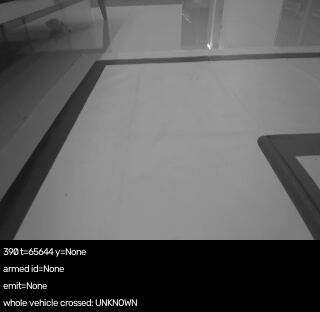 390 t=65644 y=None
armed id=None
emit=None
whole vehicle crossed: UNKNOWN